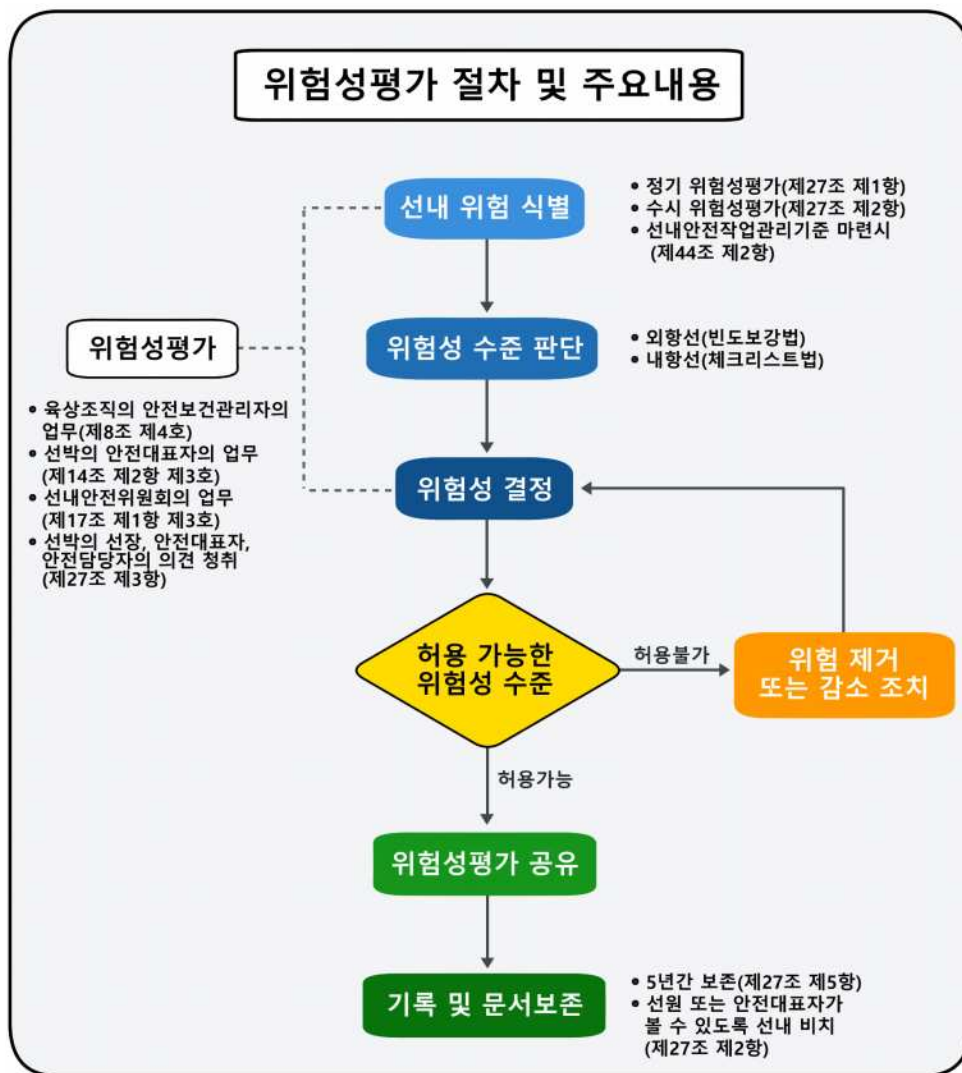 위험성평가 절차 및 주요내용
선내 위험 식별
• 정기 위험성평가(제27조 제1항)
• 수시 위험성평가(제27조 제2항)
• 선내안전작업관리기준 마련시
(제44조 제2항)
위험성평가
• 육상조직의 안전보건관리자의
업무(제8조 제4호)
• 선박의 안전대표자의 업무
(제14조 제2항 제3호)
• 선내안전위원회의 업무
(제17조 제1항 제3호)
• 선박의 선장, 안전대표자,
안전담당자의 의견 청취
(제27조 제3항)
위험성 수준 판단
• 외항선(빈도보강법)
• 내항선(체크리스트법)
위험성 결정
허용 가능한
위험성 수준
허용불가
위험 제거
또는 감소 조치
허용가능
위험성평가 공유
기록 및 문서보존
• 5년간 보존(제27조 제5항)
• 선원 또는 안전대표자가
볼 수 있도록 선내 비치
(제27조 제2항)